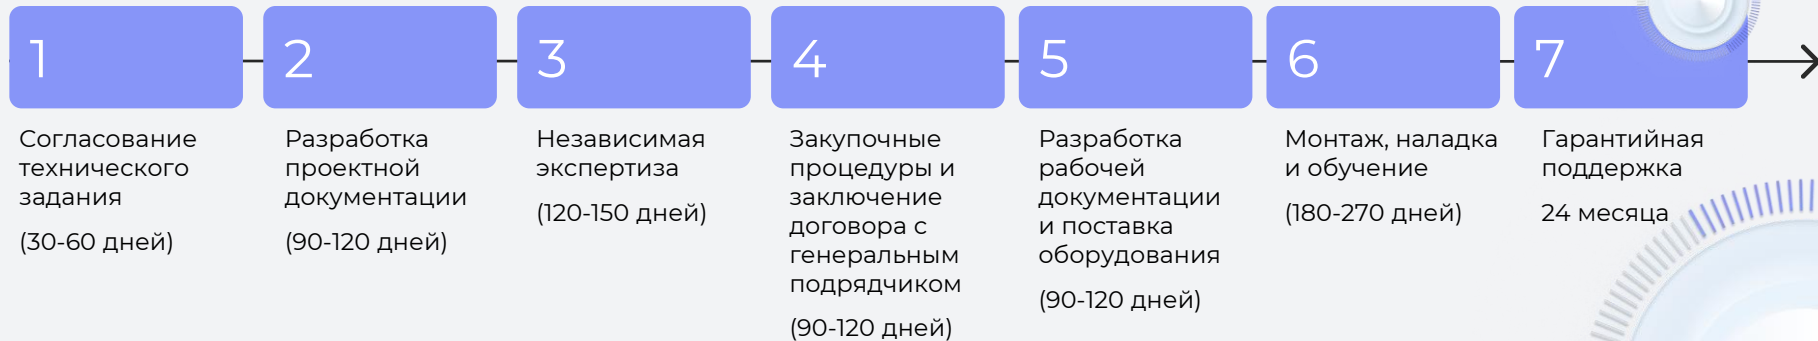 1
Согласование
технического
задания
(30-60 дней)
2
Разработка
проектной
документации
(90-120 дней)
3
Независимая
экспертиза
(120-150 дней)
4
Закупочные
процедуры и
заключение
договора с
генеральным
подрядчиком
(90-120 дней)
5
Разработка
рабочей
документации
и поставка
оборудования
(90-120 дней)
6
Монтаж, наладка
и обучение
(180-270 дней)
7
Гарантийная
поддержка
24 месяца